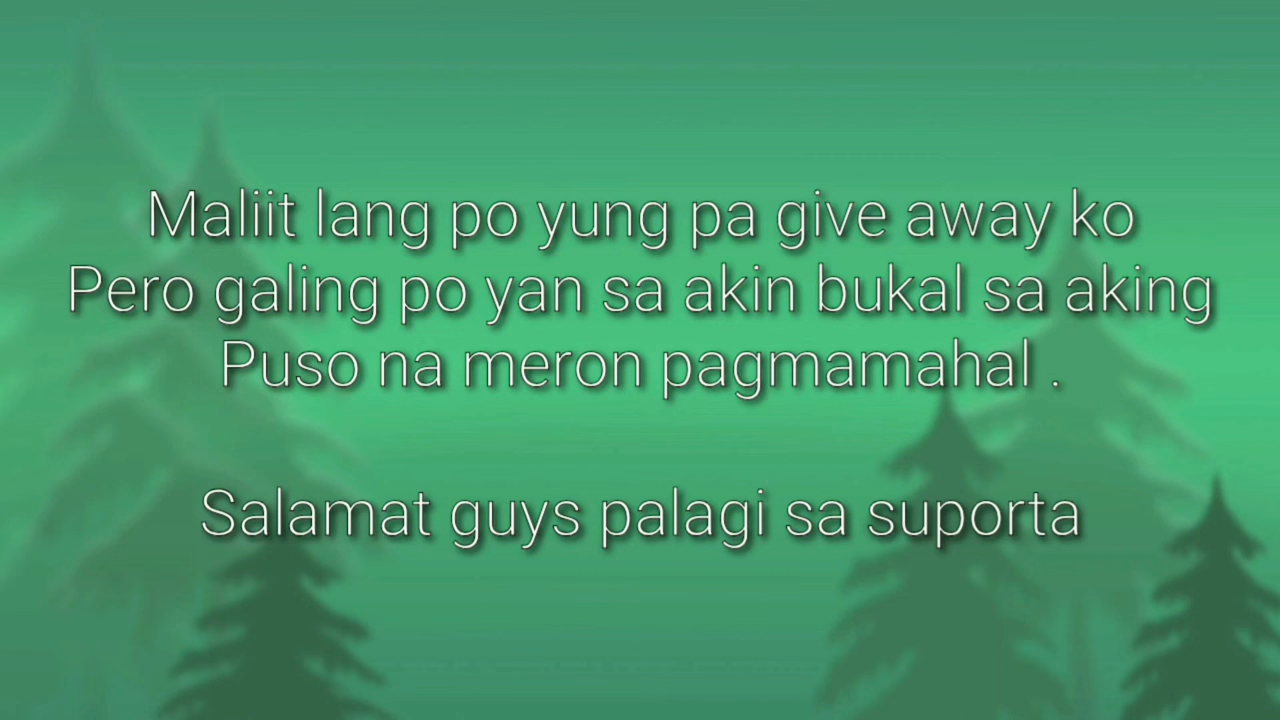 Maliit lang po yung pa give away ko
Pero galing po yan sa akin bukal sa aking
Puso na meron pagmamahal .
Salamat guys palagi sa suporta